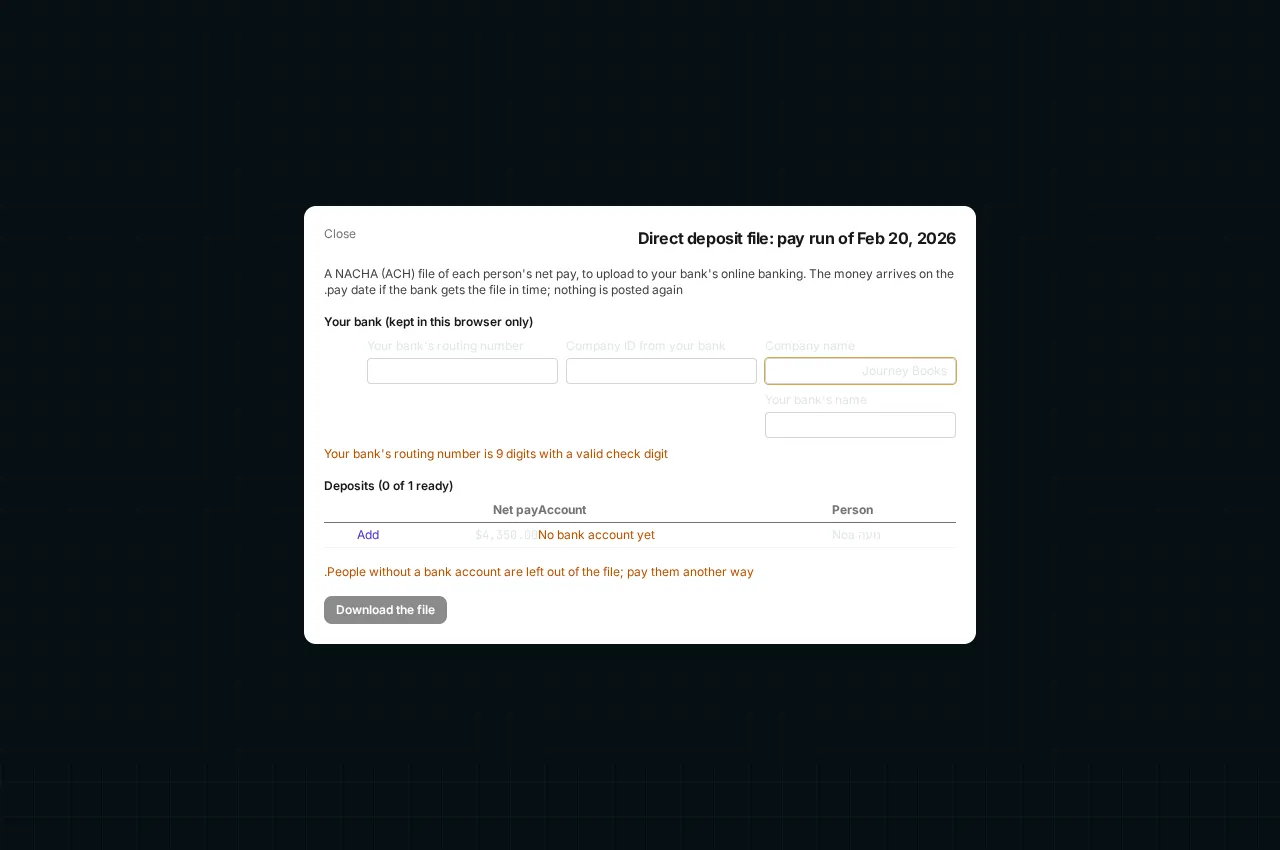 Close
Direct deposit file: pay run of Feb 20, 2026
A NACHA (ACH) file of each person's net pay, to upload to your bank's online banking. The money arrives on the
.pay date if the bank gets the file in time; nothing is posted again
Your bank (kept in this browser only)
Your bank's routing number
Company ID from your bank
Company name
Journey Books
Your bank's name
Your bank's routing number is 9 digits with a valid check digit
Deposits (0 of 1 ready)
Net pay
Account
Person
Add
$4,350.00
No bank account yet
Noa נועה
.People without a bank account are left out of the file; pay them another way
Download the file